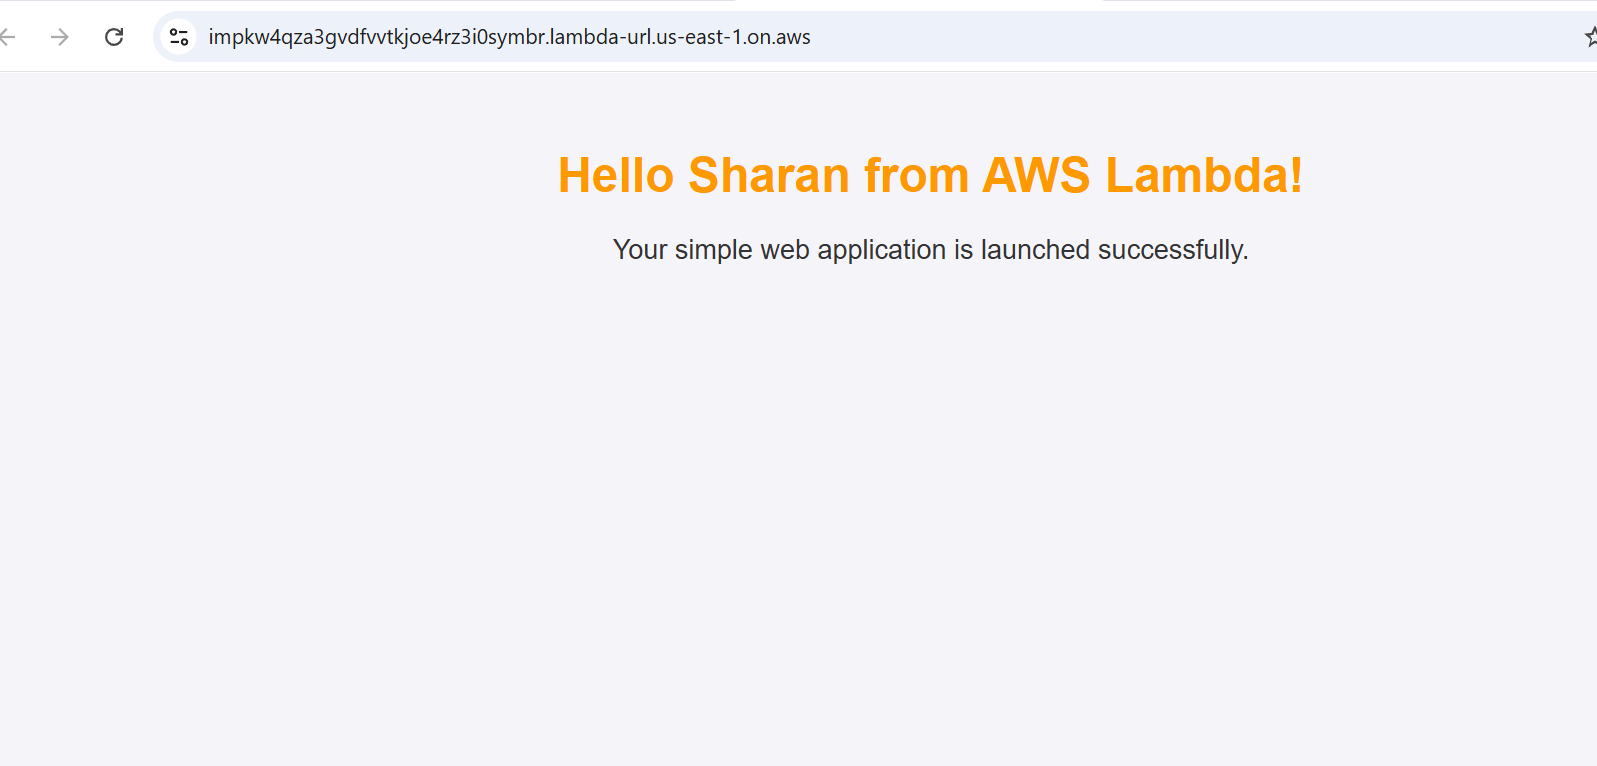 impkw4qza3gvdfvvtkjoe4rz3i0symbr.lambda-url.us-east-1.on.aws
Hello Sharan from AWS Lambda!
Your simple web application is launched successfully.